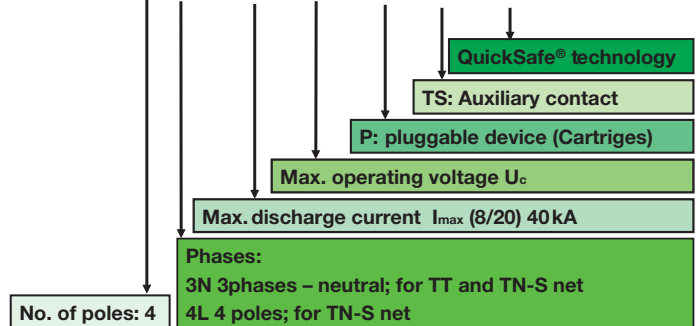 QuickSafe® technology
TS: Auxiliary contact
P: pluggable device (Cartriges)
Max. operating voltage Uc
Max. discharge current Imax (8/20) 40 kA
Phases:
3N 3phases – neutral; for TT and TN-S net
4L 4 poles; for TN-S net
No. of poles: 4